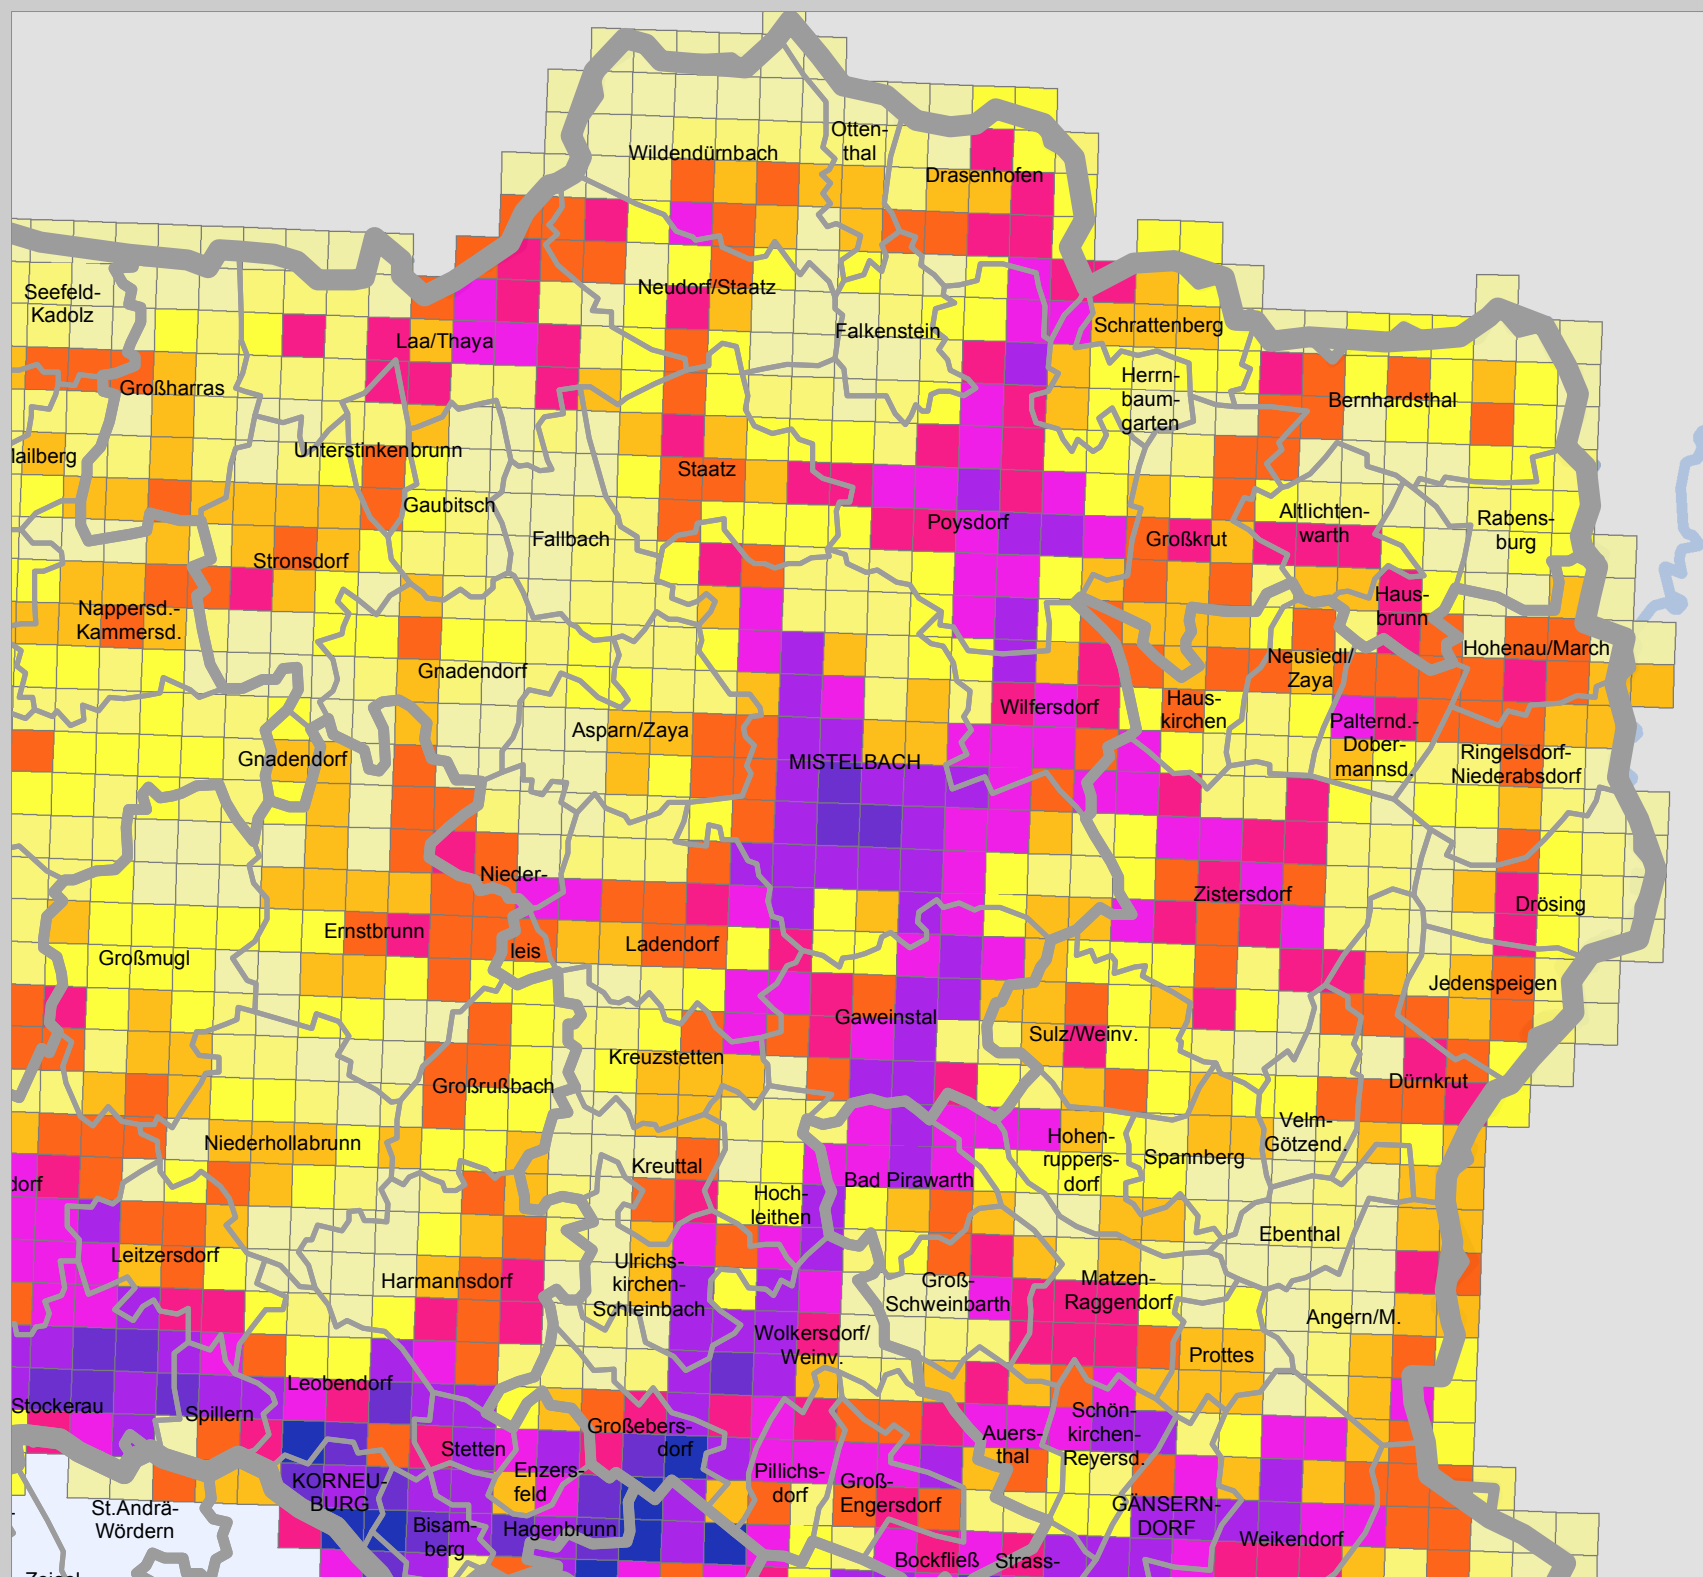 Otten-
thal
Wildendürnbach
Drasenhofen
Seefeld-
Kadolz
Neudorf/Staatz
Falkenstein
Schrattenberg
Laa/Thaya
Großharras
Herrn-
baum-
garten
Bernhardsthal
Unterstinkenbrunn
Mailberg
Staatz
Gaubitsch
Altlichten-
warth
Rabens-
burg
Poysdorf
Fallbach
Großkrut
Stronsdorf
Nappersd.-
Kammersd.
Haus-
brunn
Hohenau/March
Gnadendorf
Neusiedl/
Zaya
Wilfersdorf
Haus-
kirchen
Palternd.-
Dober-
mannsd.
Asparn/Zaya
Gnadendorf
MISTELBACH
Ringelsdorf-
Niederabsdorf
Nieder-
leis
Zistersdorf
Drösing
Ernstbrunn
Ladendorf
Großmugl
Jedenspeigen
Gaweinstal
Sulz/Weinv.
Kreuzstetten
Großrußbach
Dürnkrut
Niederhollabrunn
Velm-
Götzend.
Hohen-
ruppers-
dorf
Spannberg
Kreuttal
Bad Pirawarth
dorf
Hoch-
leithen
Ebenthal
Leitzersdorf
Harmannsdorf
Ulrichs-
kirchen-
Schleinbach
Groß-
Schweinbarth
Matzen-
Raggendorf
Angern/M.
Wolkersdorf/
Weinv.
Prottes
Leobendorf
Stockerau
Spillern
Großebers-
dorf
Schön-
kirchen-
Reyersd.
Auers-
thal
Stetten
Enzers-
feld
Pillichs-
dorf
Groß-
Engersdorf
KORNEU-
BURG
St.Andrä-
Wördern
Bisam-
berg
Hagenbrunn
GÄNSERN-
DORF
Weikendorf
Bockfließ
Strass-